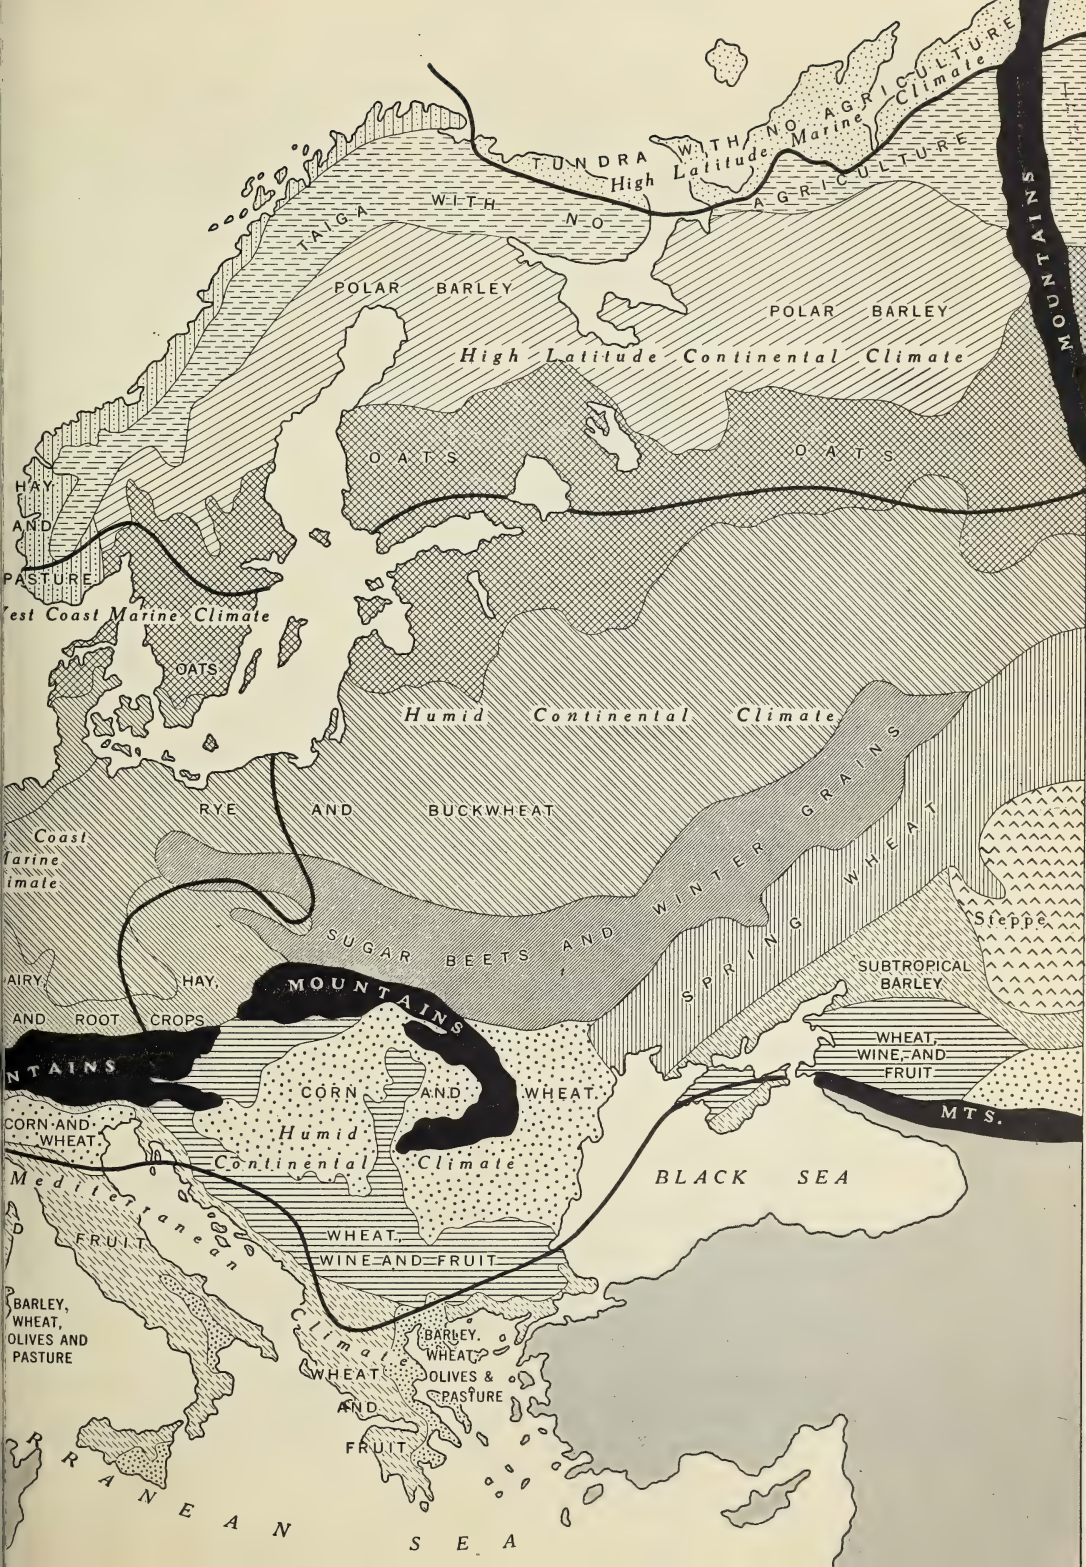 TUNDRA WITH NO AGRICULTURE
High Latitude Marine Climate
TAIGA WITH NO AGRICULTURE
MOUNTAINS
POLAR BARLEY
POLAR BARLEY
High Latitude Continental Climate
OATS
OATS
HAY
AND
PASTURE
est Coast Marine Climate
OATS
Humid Continental Climate
RYE AND BUCKWHEAT
Coast
arine
imate
SUGAR BEETS AND WINTER GRAINS
SPRING WHEAT
Steppe
SUBTROPICAL
BARLEY
AIRY, HAY,
AND ROOT CROPS
MOUNTAINS
NTAINS
WHEAT,
WINE, AND
FRUIT
MTS.
CORN AND WHEAT
CORN AND
WHEAT
Humid
Continental Climate
BLACK SEA
Mediterranean
Climate
FRUIT
D
WHEAT,
WINE AND FRUIT
BARLEY,
WHEAT,
OLIVES AND
PASTURE
BARLEY.
WHEAT,
OLIVES &
PASTURE
WHEAT
AND
FRUIT
RRANEAN
SEA